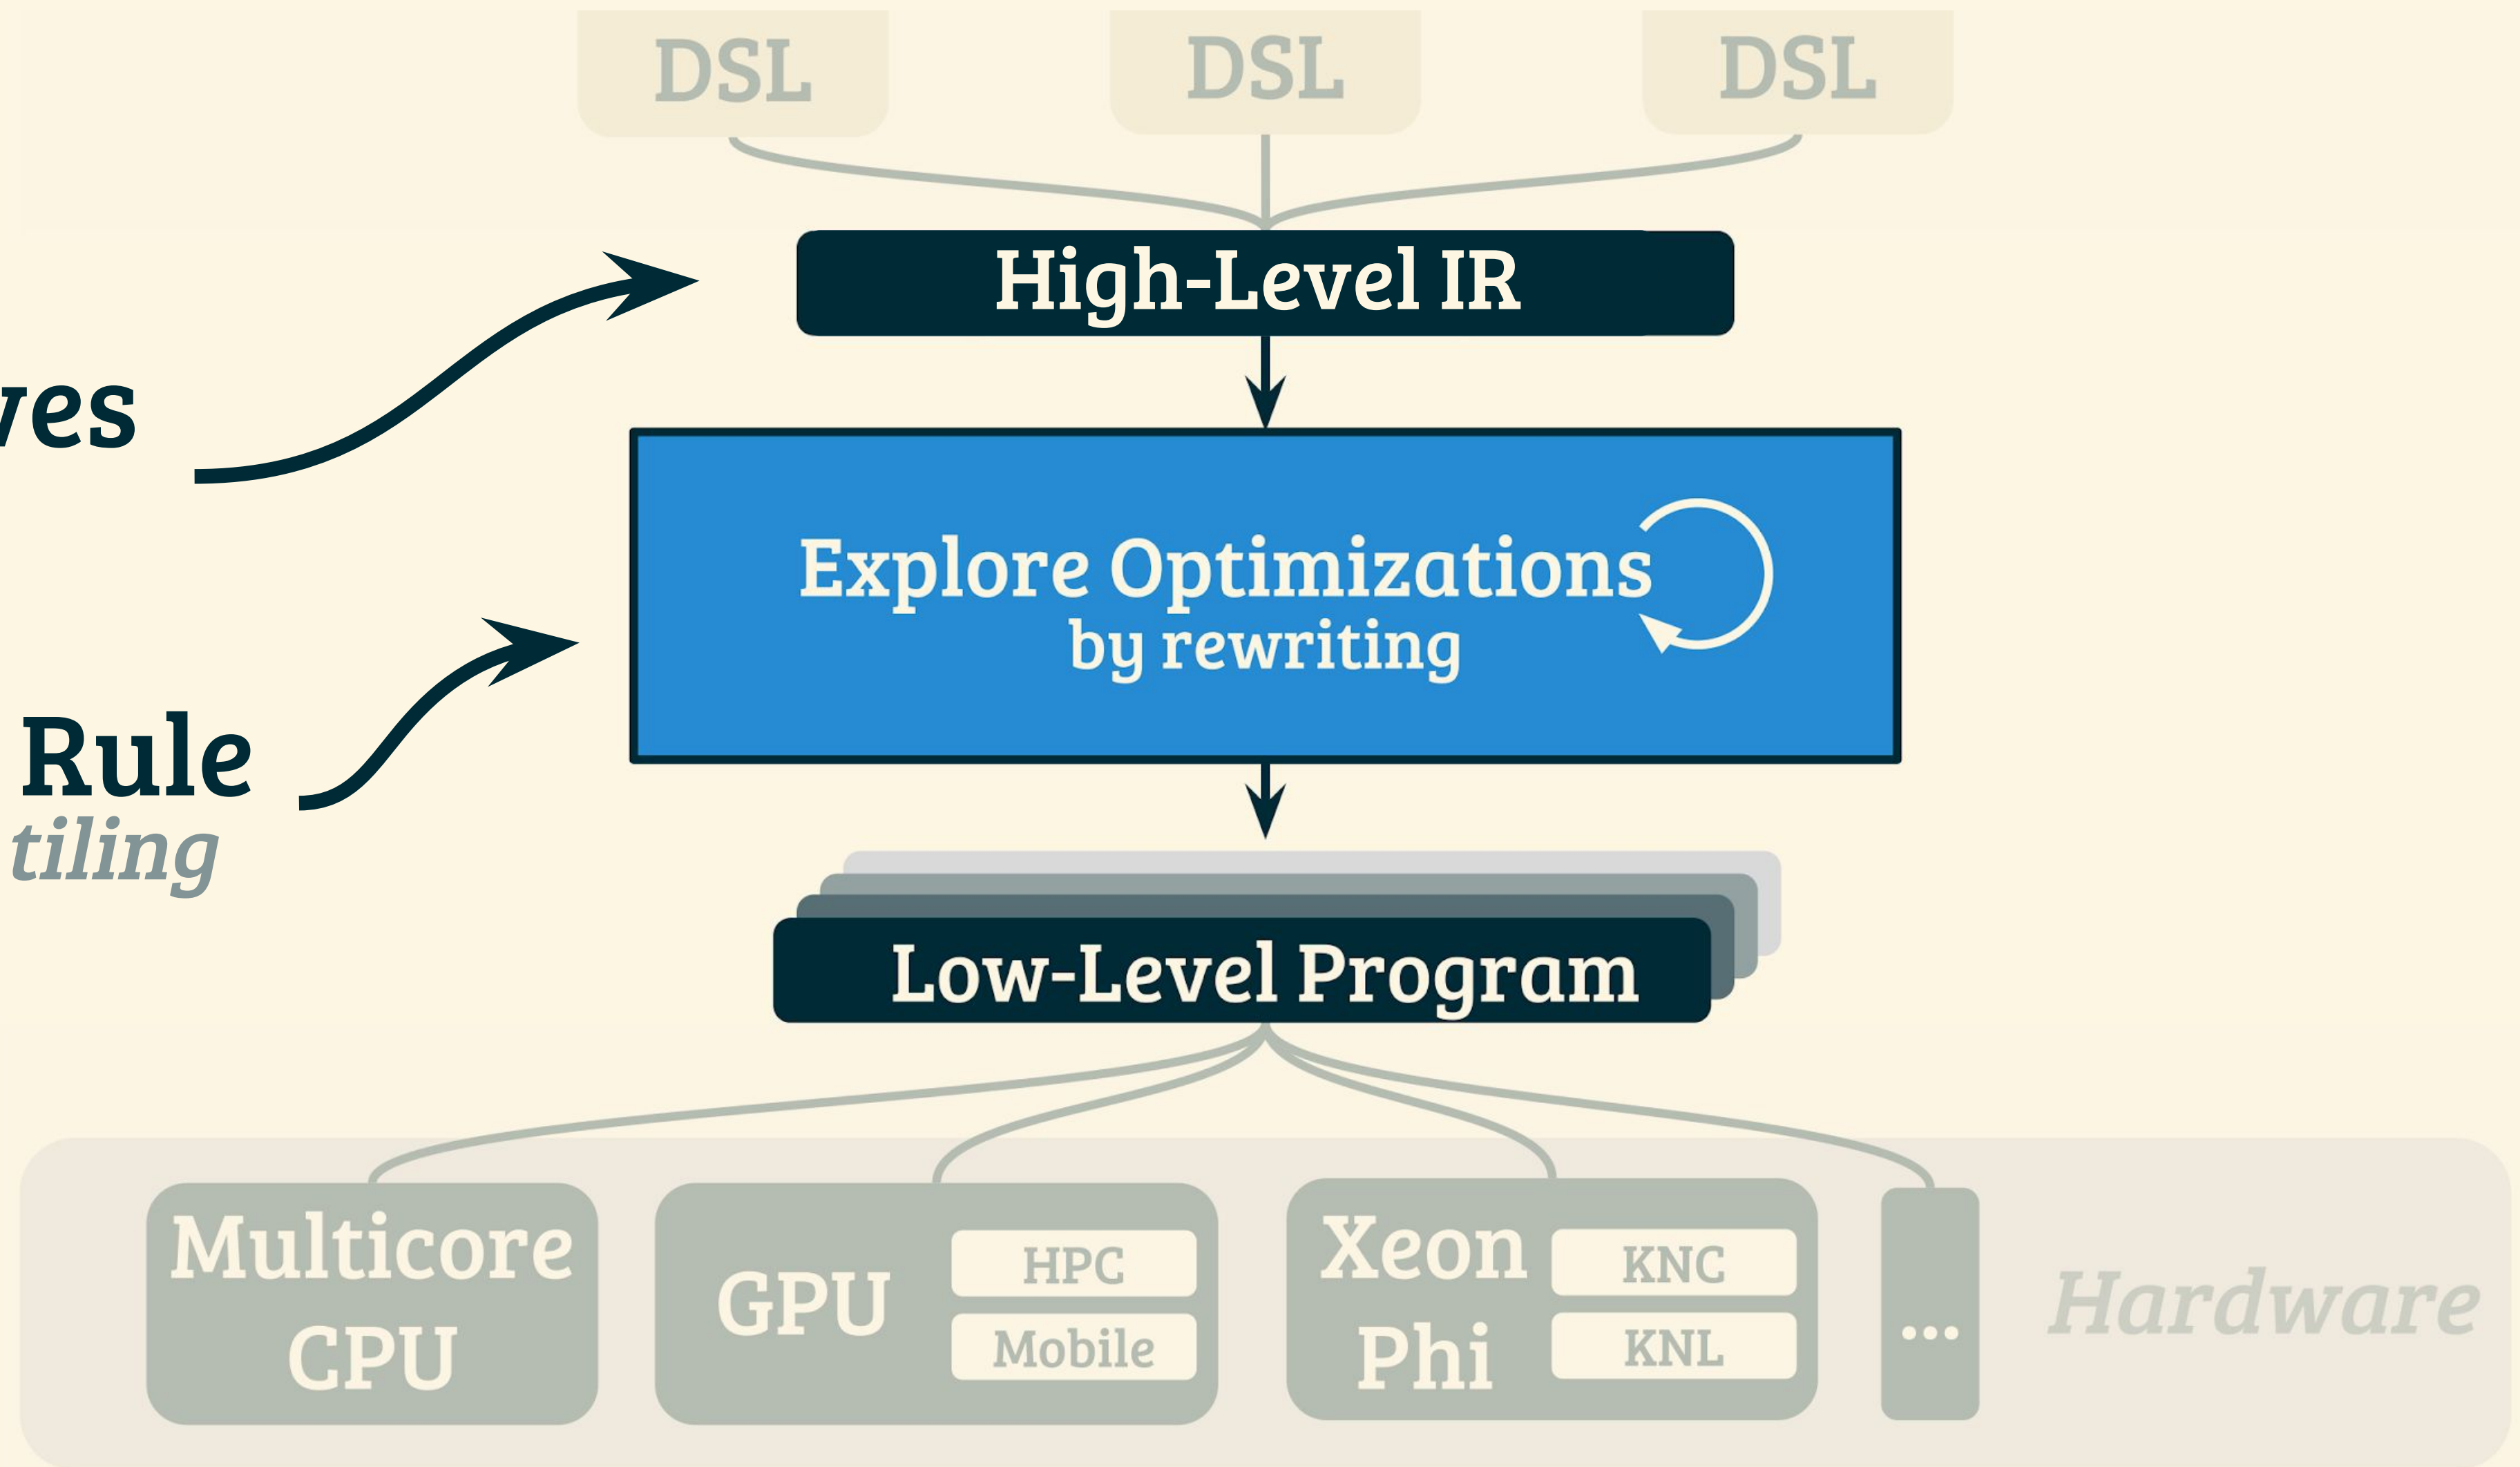 DSL
DSL
DSL
High-Level IR
Explore Optimizations
by rewriting
Rule
tiling
Low-Level Program
Multicore
CPU
GPU
HPC
Mobile
Xeon
Phi
KNC
KNL
...
Hardware